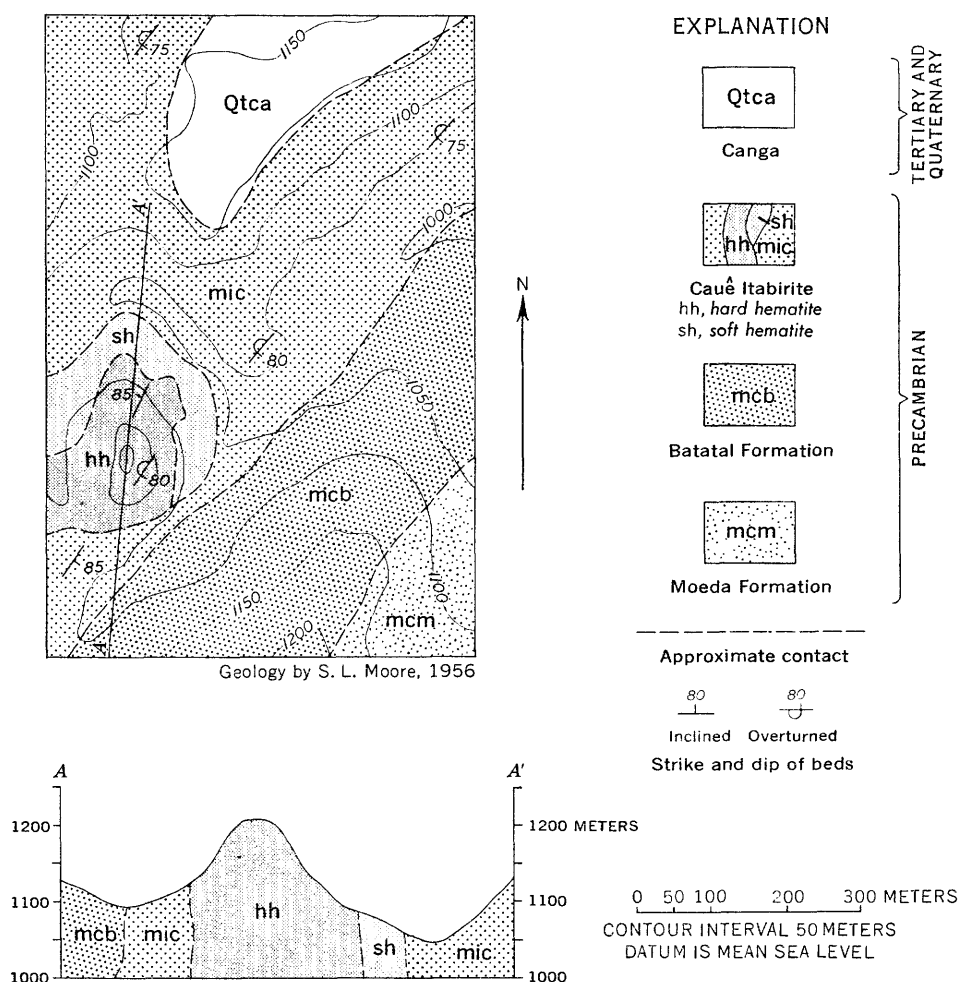 75
1150
Qtca
1100
1100
75
A'
1000
mic
80
sh
85
1050
hh
80
mcb
85
1150
1100
1200
mcm
A
Geology by S. L. Moore, 1956
N
EXPLANATION
Qtca
Canga
TERTIARY AND
QUATERNARY
sh
hh
mic
Cauê Itabirite
hh, hard hematite
sh, soft hematite
mcb
Batatal Formation
mcm
Moeda Formation
PRECAMBRIAN
Approximate contact
80 80
Inclined Overturned
Strike and dip of beds
A A'
1200 1200 METERS
1100 1100
1000 1000
mcb mic hh sh mic
0 50 100 200 300 METERS
CONTOUR INTERVAL 50 METERS
DATUM IS MEAN SEA LEVEL